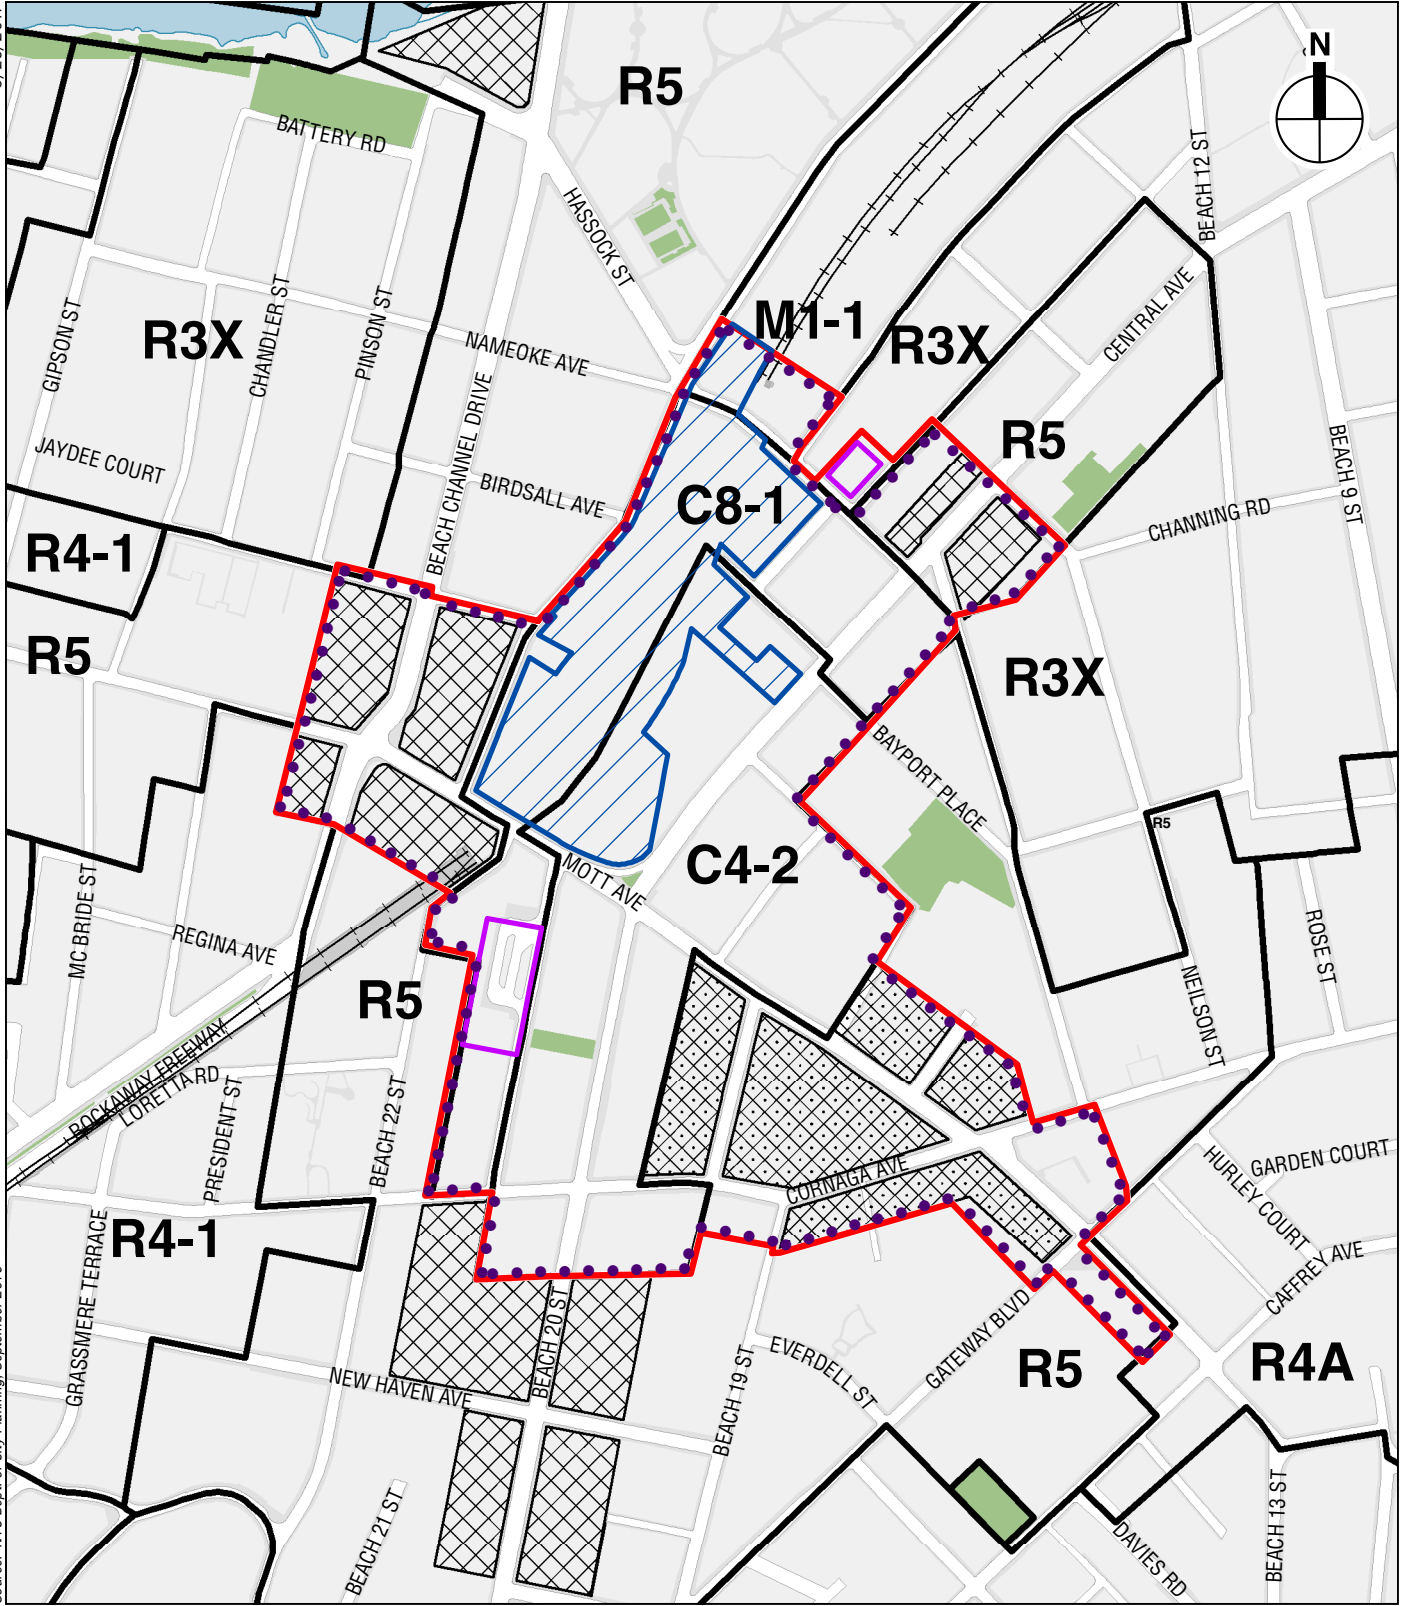 N
R5
BATTERY RD
BEACH 12 ST
HASSOCK ST
CENTRAL AVE
GIPSON ST
CHANDLER ST
PINSON ST
R3X
NAMEOKE AVE
M1-1
R3X
BEACH CHANNEL DRIVE
R5
BEACH 9 ST
JAYDEE COURT
BIRDSALL AVE
C8-1
CHANNING RD
R4-1
R5
R3X
BAYPORT PLACE
R5
C4-2
MOTT AVE
MC BRIDE ST
REGINA AVE
ROSE ST
R5
NEILSON ST
ROCKAWAY FREEWAY
LORETTA RD
PRESIDENT ST
BEACH 22 ST
CORNAGA AVE
HURLEY COURT
GARDEN COURT
R4-1
GRASSMERE TERRACE
CAFFREY AVE
GATEWAY BLVD
BEACH 20 ST
EVERDELL ST
R5
R4A
NEW HAVEN AVE
BEACH 19 ST
BEACH 21 ST
DAVIES RD
BEACH 13 ST